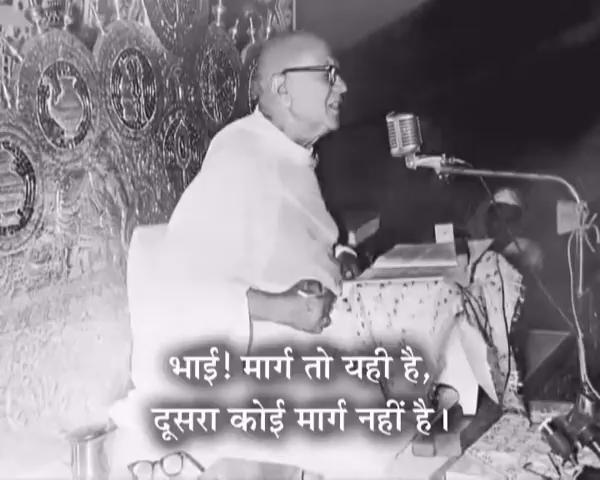 भाई! मार्ग तो यही है,
दूसरा कोई मार्ग नहीं है।